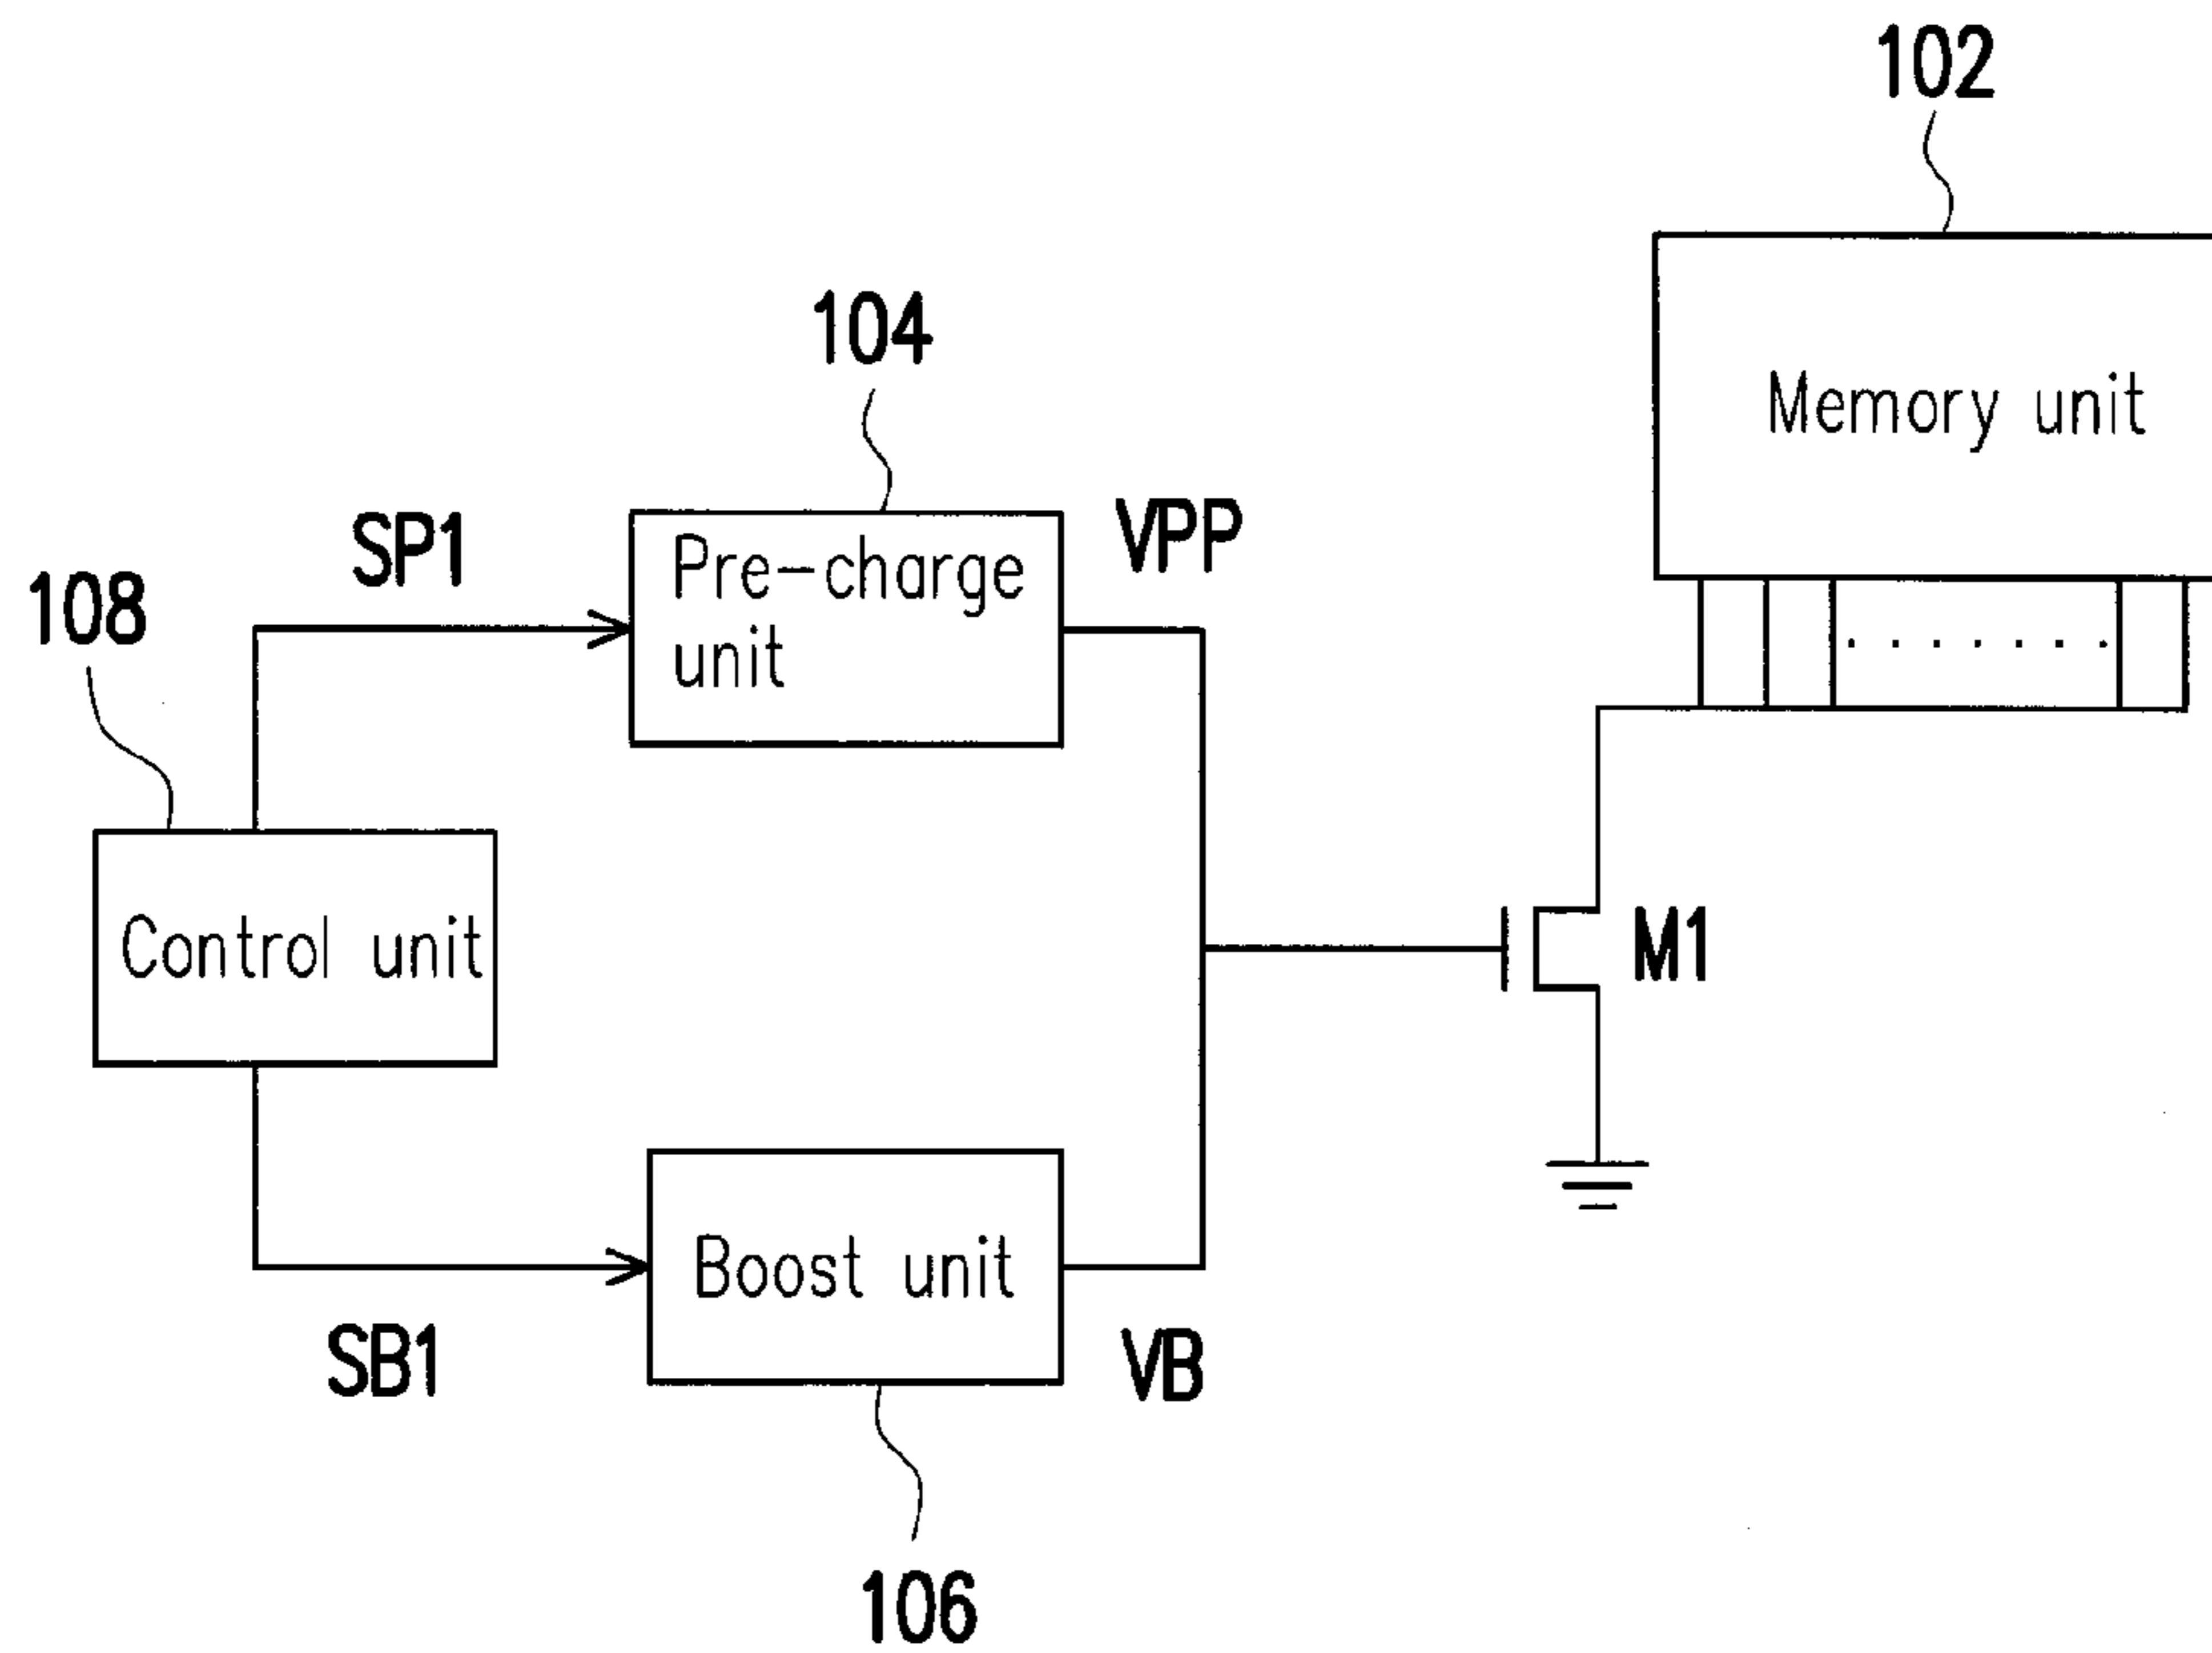 102
Memory unit
104
SP1
Pre-charge
unit
VPP
108
Control unit
M1
Boost unit
SB1
VB
106